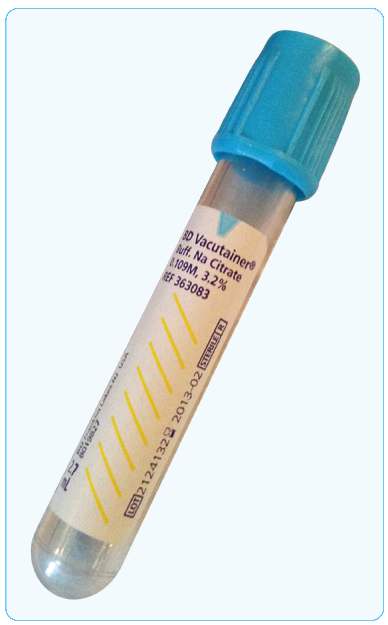 BD Vacutainer®
Buff. Na Citrate
0.109M, 3.2%
REF 363083
LOT 2124132 2013-02 STERILE R